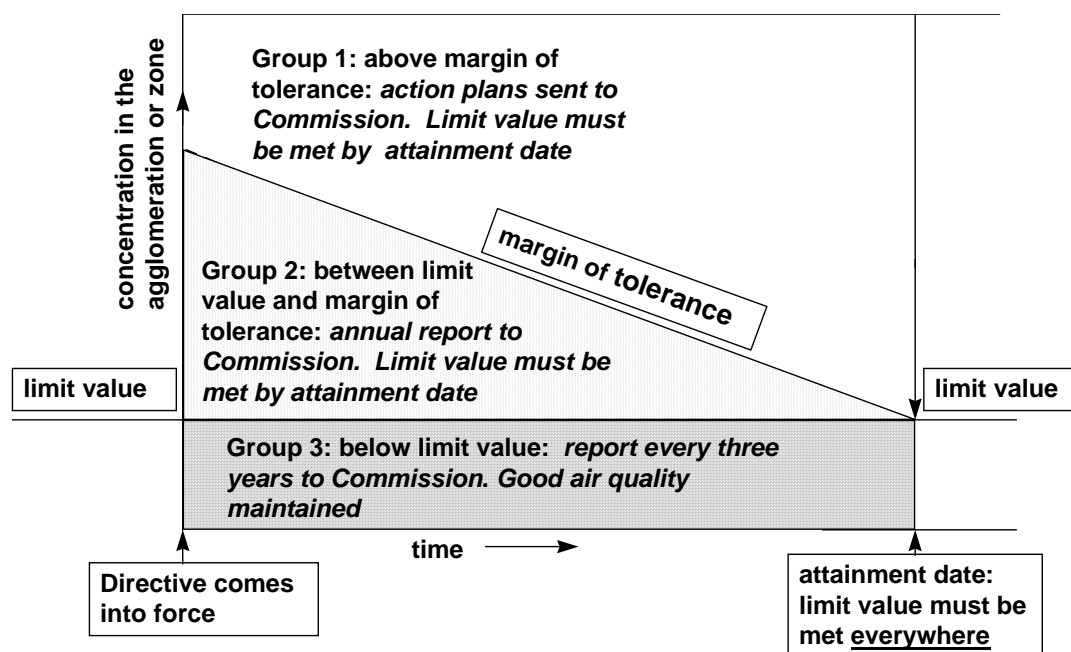 concentration in the
agglomeration or zone
Group 1: above margin of
tolerance: action plans sent to
Commission. Limit value must
be met by attainment date
margin of tolerance
Group 2: between limit
value and margin of
tolerance: annual report to
Commission. Limit value must be
met by attainment date
limit value
limit value
Group 3: below limit value: report every three
years to Commission. Good air quality
maintained
time
Directive comes
into force
attainment date:
limit value must be
met everywhere